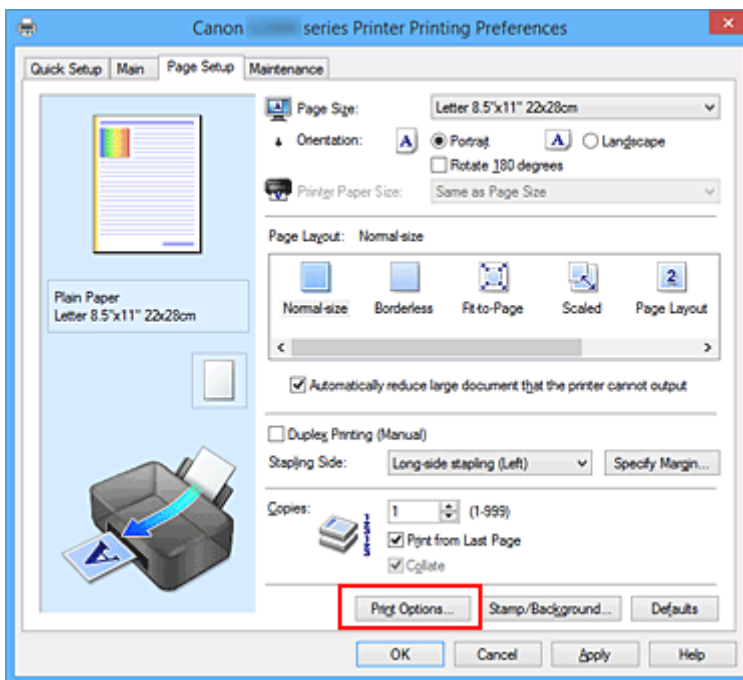 Canon series Printer Printing Preferences
Quick Setup Main Page Setup Maintenance
Page Size: Letter 8.5"x11" 22x28cm
Orientation: A Portrait A Landscape
Rotate 180 degrees
Printer Paper Size: Same as Page Size
Page Layout: Normal-size
2
Normal-size Borderless Fit-to-Page Scaled Page Layout
Plain Paper
Letter 8.5"x11" 22x28cm
Automatically reduce large document that the printer cannot output
Duplex Printing (Manual)
Stapling Side: Long-side stapling (Left) Specify Margin...
Copies: 1 (1-999)
Print from Last Page
Collate
A
Print Options... Stamp/Background... Defaults
OK Cancel Apply Help